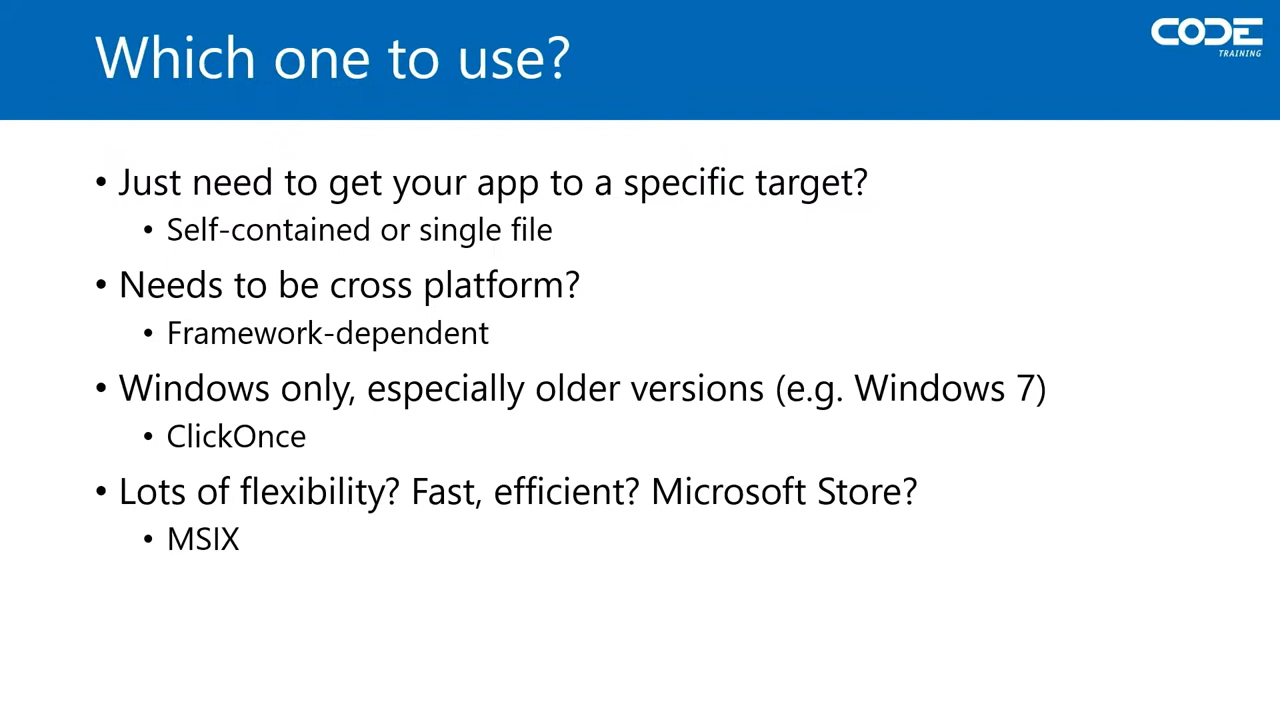 Which one to use?
CODE
TRAINING
• Just need to get your app to a specific target?
• Self-contained or single file
• Needs to be cross platform?
• Framework-dependent
• Windows only, especially older versions (e.g. Windows 7)
• ClickOnce
• Lots of flexibility? Fast, efficient? Microsoft Store?
• MSIX